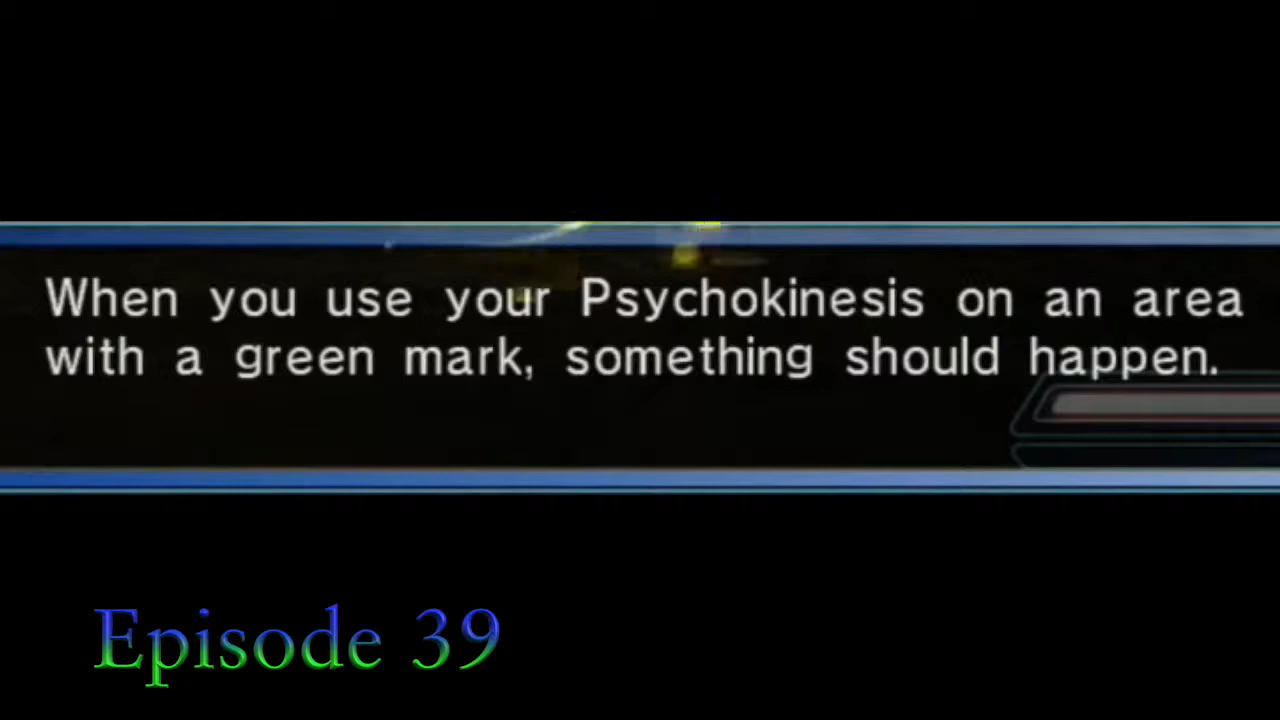 When you use your Psychokinesis on an area
with a green mark, something should happen.
Episode 39